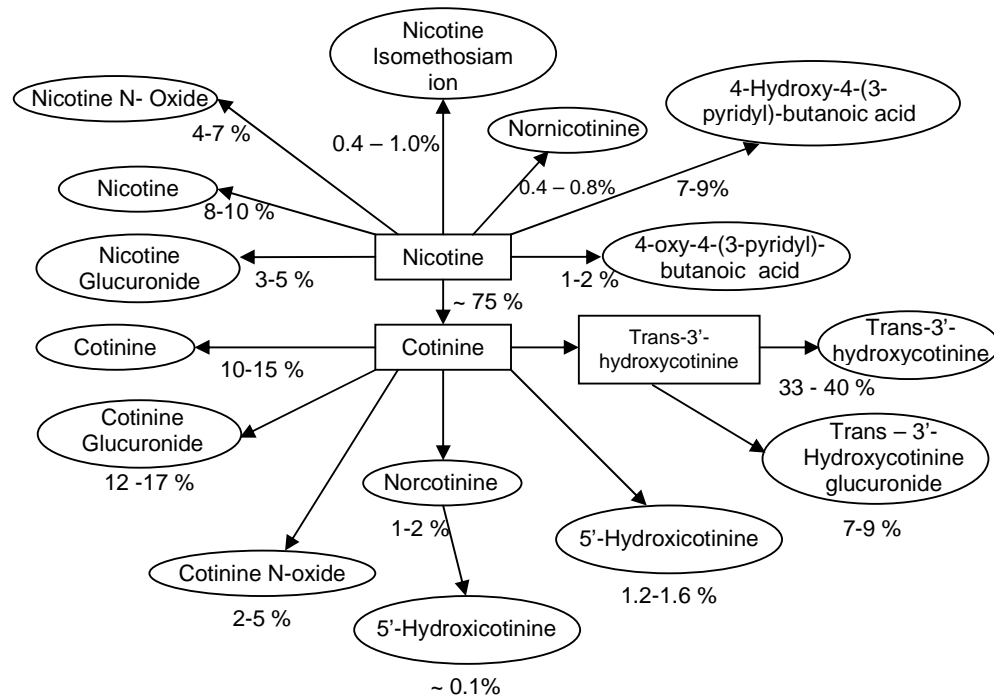 Nicotine
Isomethosiam
ion
Nicotine N- Oxide
4-Hydroxy-4-(3-
pyridyl)-butanoic acid
4-7 %
0.4 – 1.0%
Nornicotinine
0.4 – 0.8%
7-9%
Nicotine
8-10 %
Nicotine
Glucuronide
3-5 %
Nicotine
1-2 %
4-oxy-4-(3-pyridyl)-
butanoic acid
~ 75 %
Cotinine
10-15 %
Cotinine
Trans-3’-
hydroxycotinine
Trans-3’-
hydroxycotinine
33 - 40 %
Cotinine
Glucuronide
12 -17 %
Trans – 3’-
Hydroxycotinine
glucuronide
7-9 %
Norcotinine
1-2 %
5’-Hydroxicotinine
1.2-1.6 %
Cotinine N-oxide
2-5 %
5’-Hydroxicotinine
~ 0.1%